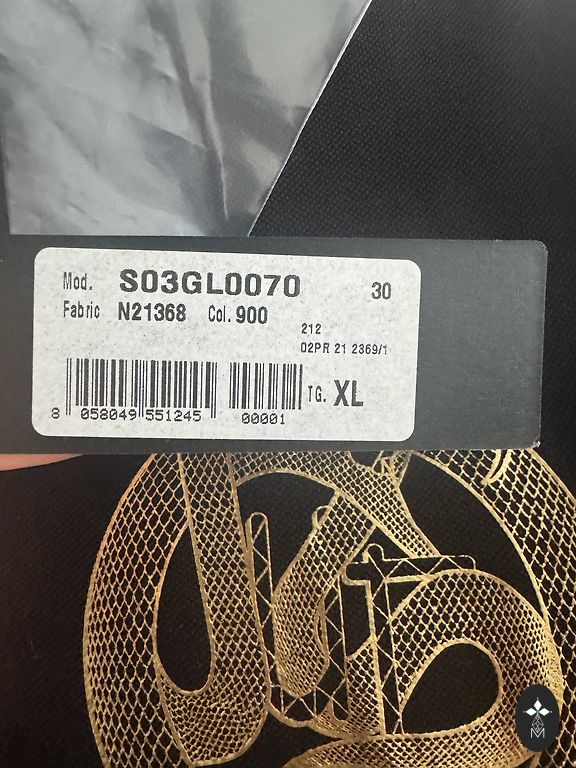 Mod. S03GL0070 30
Fabric N21368 Col. 900
212
02PR 21 2369/1
8 058049 551245 00001
TG. XL
M